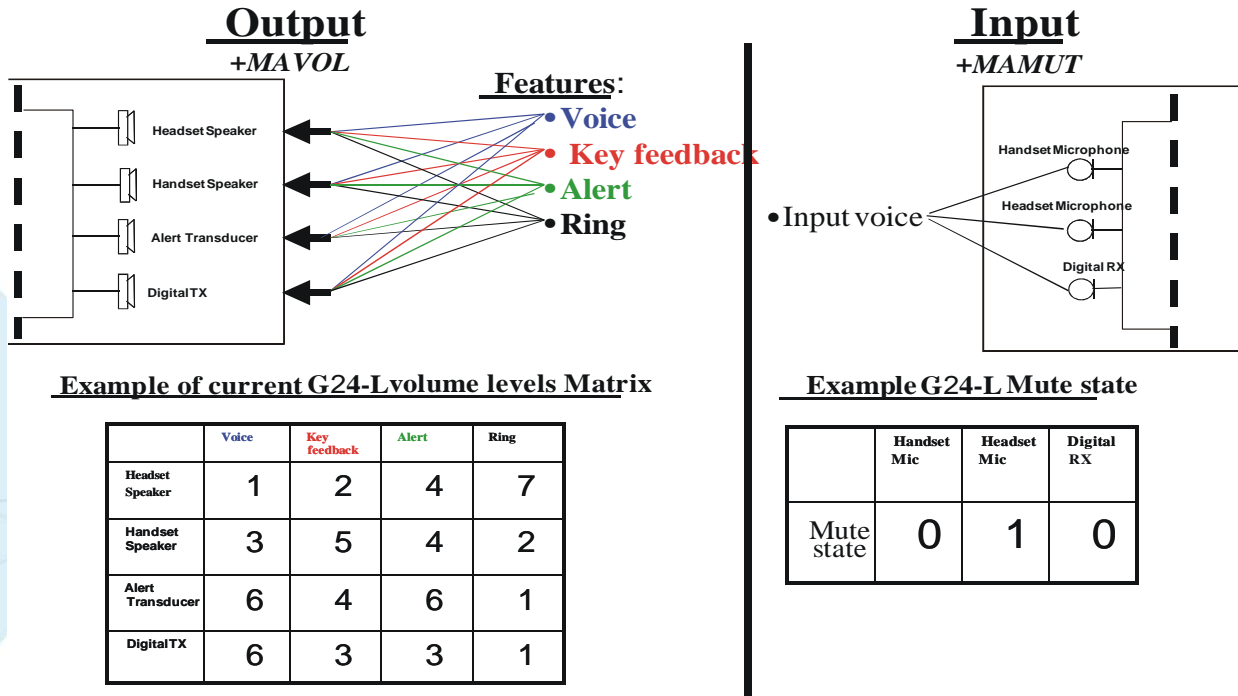 Output
+MAVOL
Features:
• Voice
• Key feedback
• Alert
• Ring
Headset Speaker
Handset Speaker
Alert Transducer
DigitalTX
Example of current G24-Lvolume levels Matrix
Voice Key Alert Ring
feedback
Headset
Speaker 1 2 4 7
Handset
Speaker 3 5 4 2
Alert
Transducer 6 4 6 1
DigitalTX 6 3 3 1
Input
+MAMUT
Handset Microphone
Headset Microphone
Digital RX
• Input voice
Example G24-L Mute state
Handset Headset Digital
Mic Mic RX
Mute
state 0 1 0